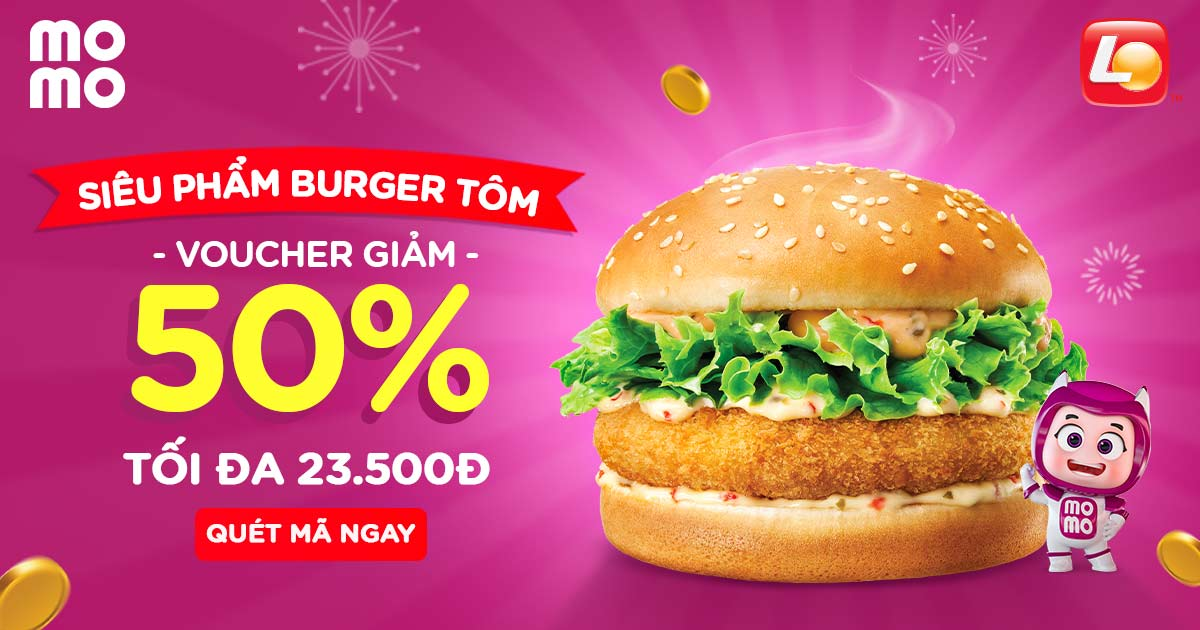 mo
mo
L
SIÊU PHẨM BURGER TÔM
- VOUCHER GIẢM -
50%
TỐI ĐA 23.500Đ
QUÉT MÃ NGAY
mo
mo